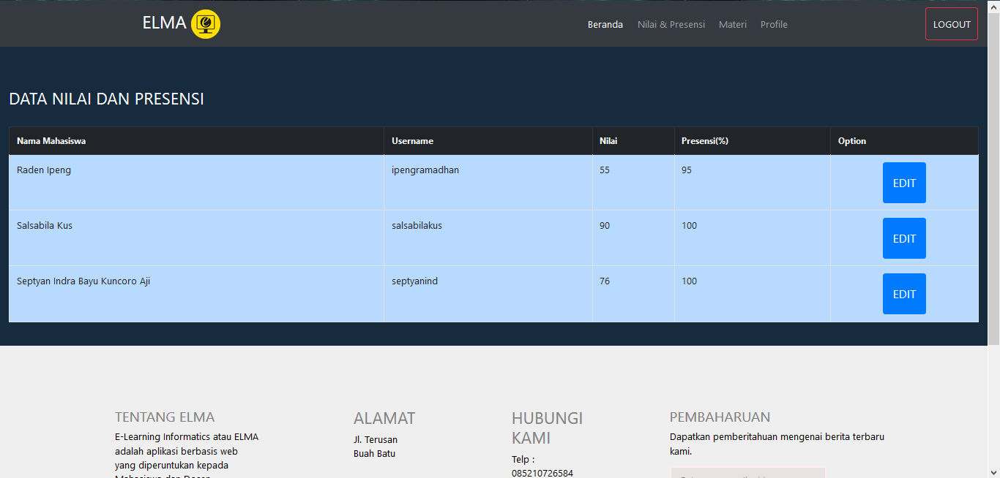 ELMA
Beranda Nilai & Presensi Materi Profile LOGOUT
DATA NILAI DAN PRESENSI
Nama Mahasiswa Username Nilai Presensi(%) Option
Raden Ipeng ipengramadhan 55 95 EDIT
Salsabila Kus salsabilakus 90 100 EDIT
Septyan Indra Bayu Kuncoro Aji septyanind 76 100 EDIT
TENTANG ELMA
E-Learning Informatics atau ELMA
adalah aplikasi berbasis web
yang diperuntukan kepada
Mahasiswa dan Dosen
ALAMAT
Jl. Terusan
Buah Batu
HUBUNGI
KAMI
Telp :
085210726584
PEMBAHARUAN
Dapatkan pemberitahuan mengenai berita terbaru
kami.